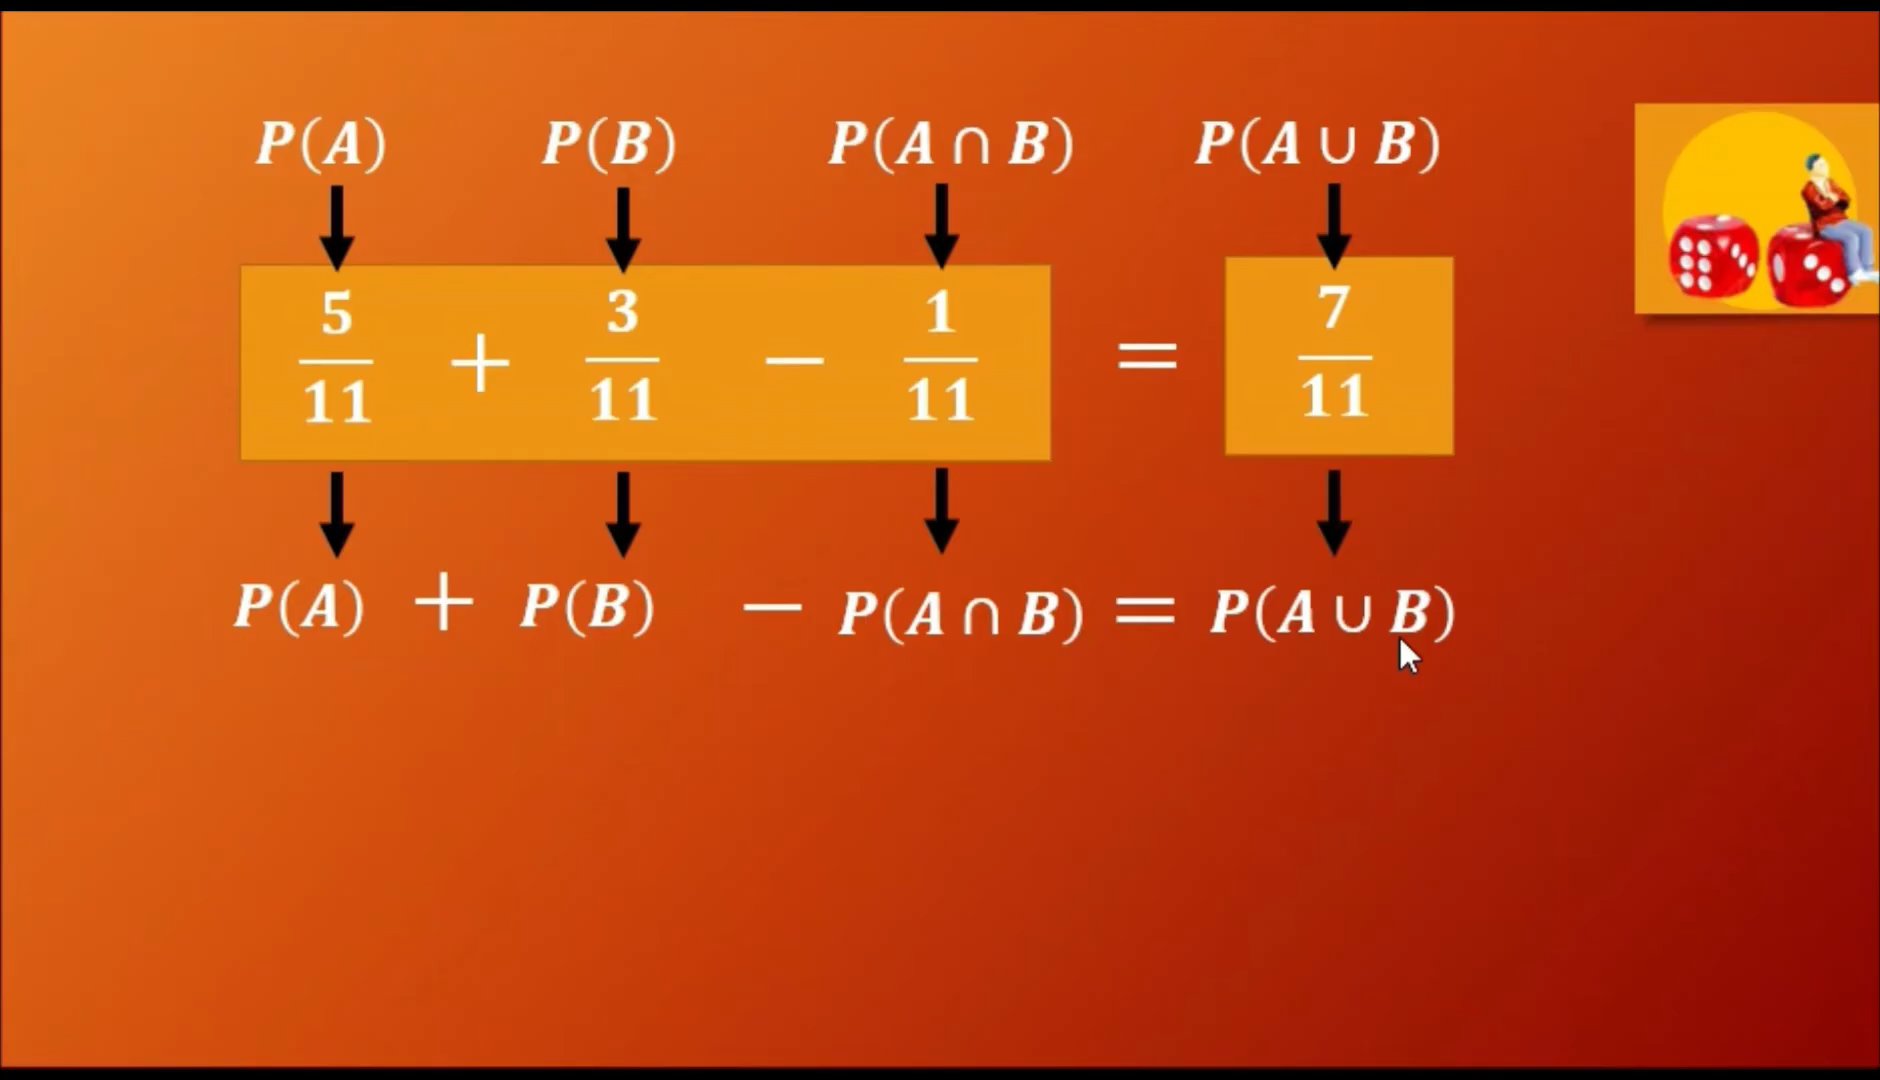 P(A) P(B) P(A ∩ B) P(A ∪ B)
5/11 + 3/11 − 1/11 = 7/11
P(A) + P(B) − P(A ∩ B) = P(A ∪ B)